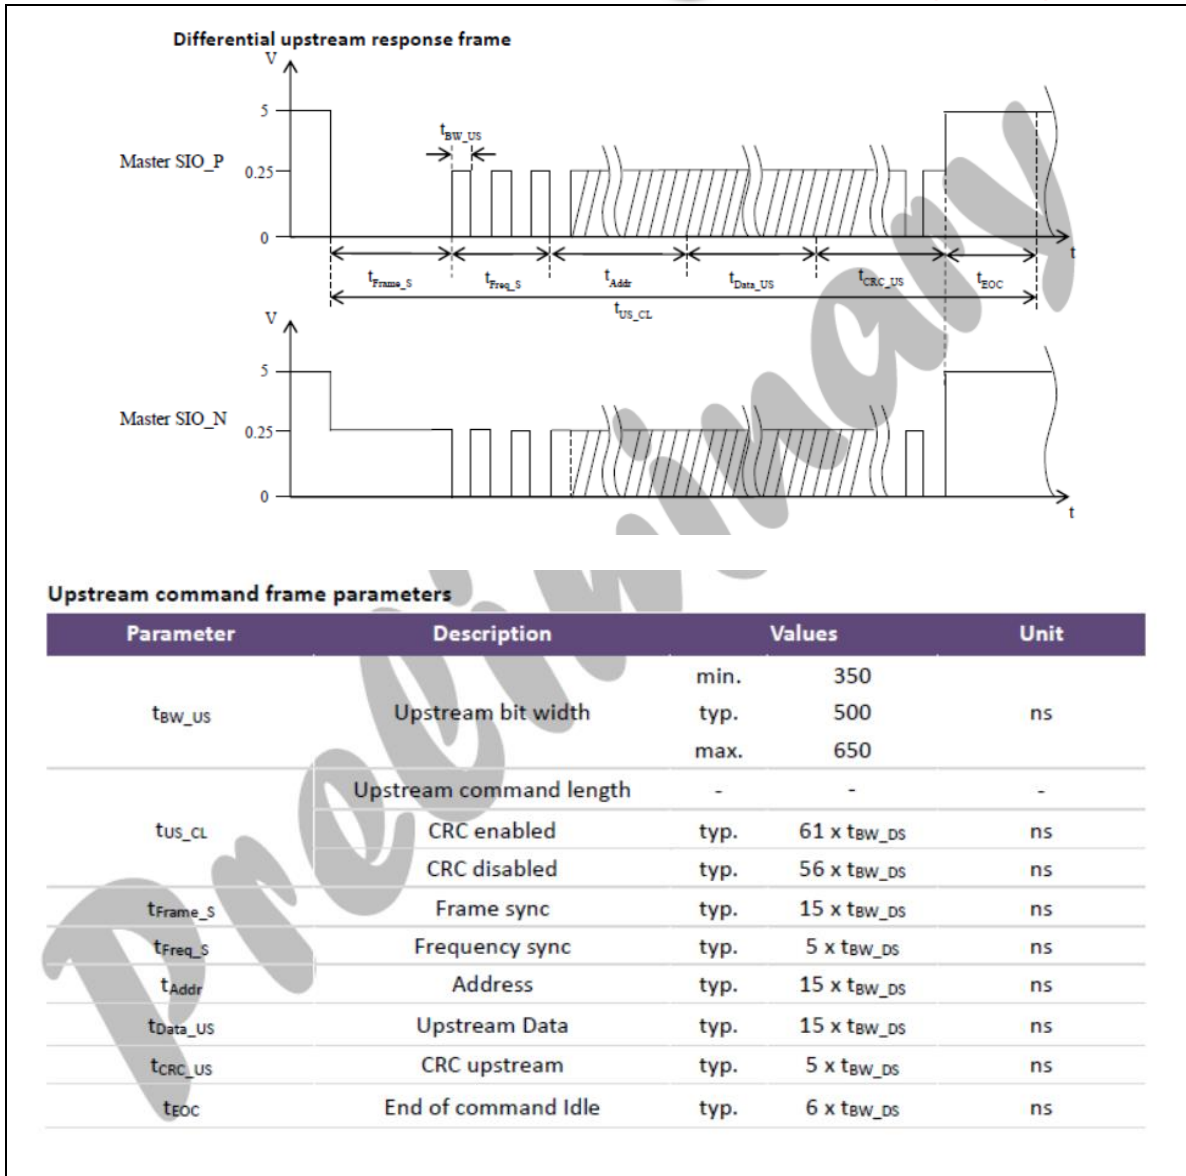 Differential upstream response frame
V
5
tBW_US
Master SIO_P
0.25
0
t
tFrame_S tFreq_S tAddr tData_US tCRC_US tEOC
tUS_CL
V
5
Master SIO_N
0.25
0
t
Preliminary
Upstream command frame parameters
Parameter Description Values Unit
min. 350
tBW_US Upstream bit width typ. 500 ns
max. 650
Upstream command length - - -
tUS_CL CRC enabled typ. 61 x tBW_DS ns
CRC disabled typ. 56 x tBW_DS ns
tFrame_S Frame sync typ. 15 x tBW_DS ns
tFreq_S Frequency sync typ. 5 x tBW_DS ns
tAddr Address typ. 15 x tBW_DS ns
tData_US Upstream Data typ. 15 x tBW_DS ns
tCRC_US CRC upstream typ. 5 x tBW_DS ns
tEOC End of command Idle typ. 6 x tBW_DS ns